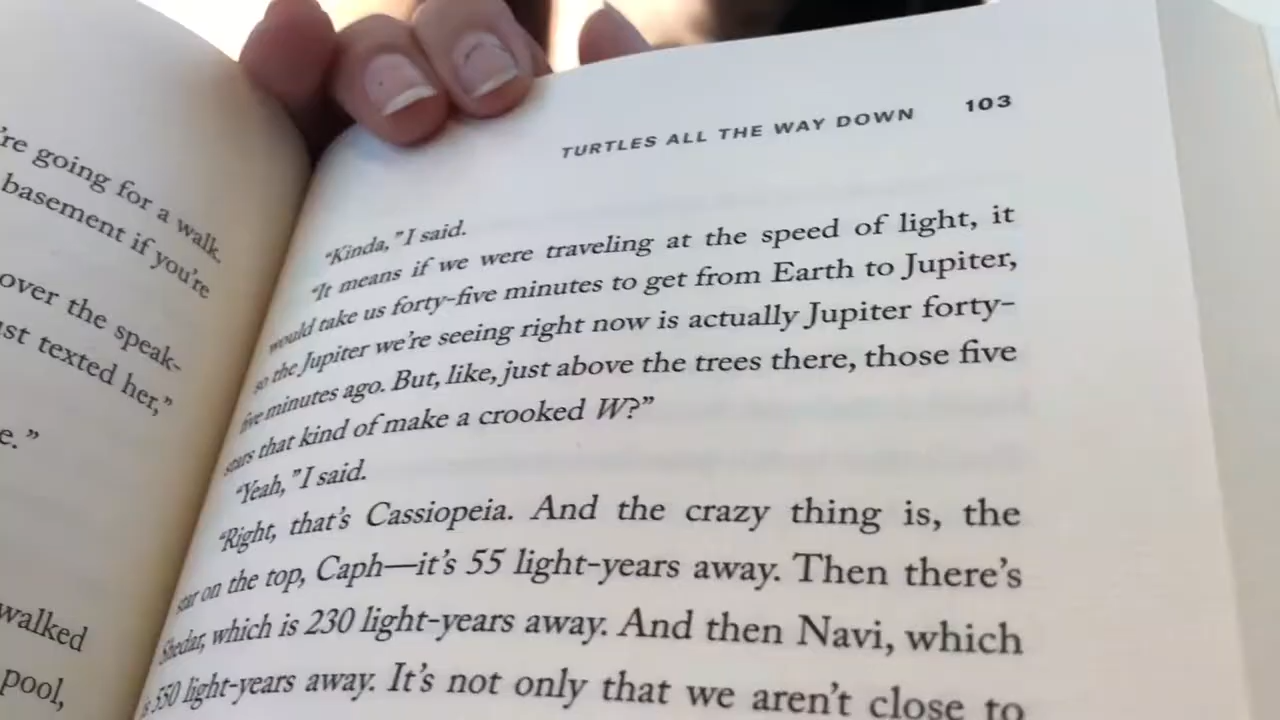 're going for a walk.
basement if you're
over the speak-
texted her,"
walked
pool,
TURTLES ALL THE WAY DOWN 103
"Kinda," I said.
"It means if we were traveling at the speed of light, it
would take us forty-five minutes to get from Earth to Jupiter,
so the Jupiter we're seeing right now is actually Jupiter forty-
five minutes ago. But, like, just above the trees there, those five
stars that kind of make a crooked W?"
"Yeah," I said.
"Right, that's Cassiopeia. And the crazy thing is, the
star on the top, Caph—it's 55 light-years away. Then there's
Shedar, which is 230 light-years away. And then Navi, which
is 550 light-years away. It's not only that we aren't close to